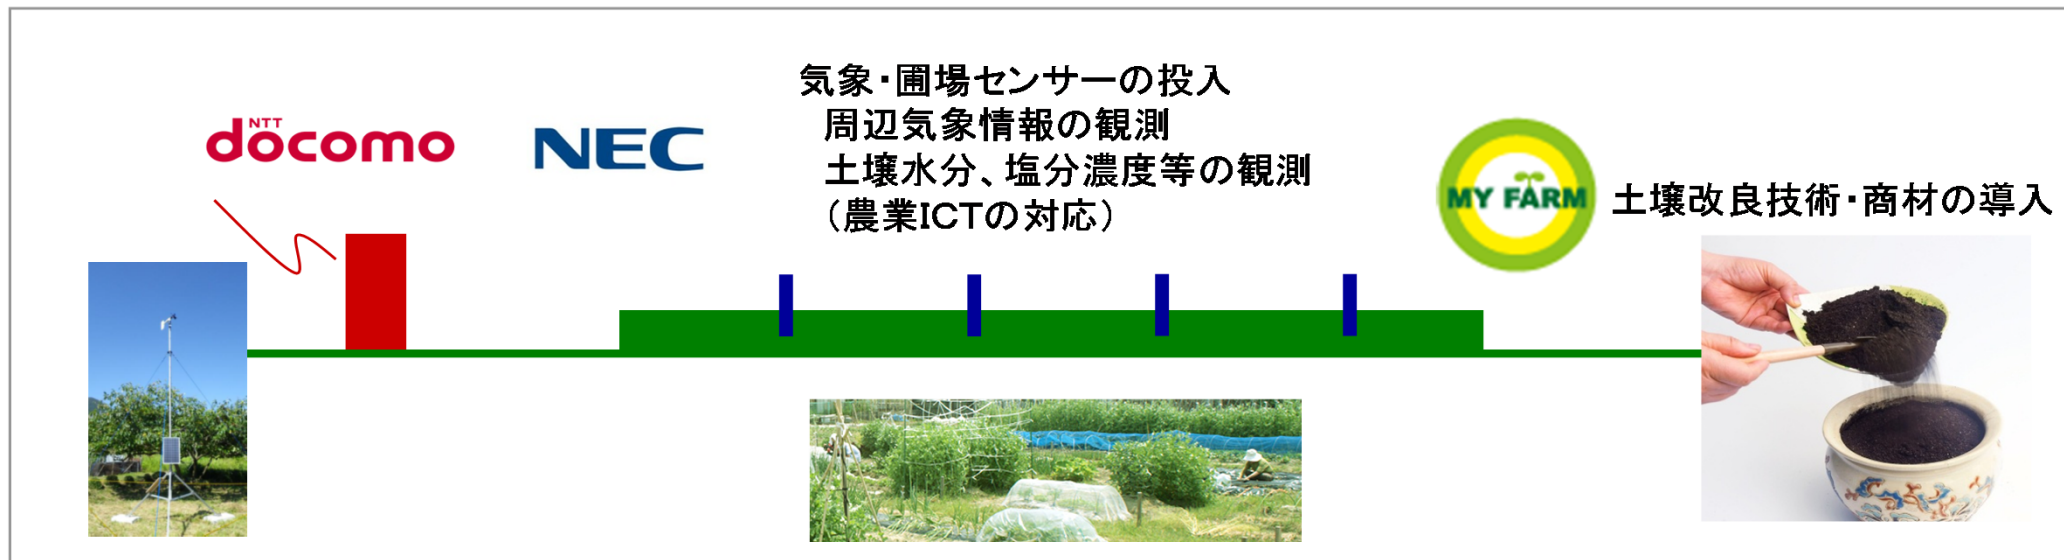 NTT
döcomo
NEC
気象・圃場センサーの投入
周辺気象情報の観測
土壌水分、塩分濃度等の観測
（農業ICTの対応）
MY FARM
土壌改良技術・商材の導入